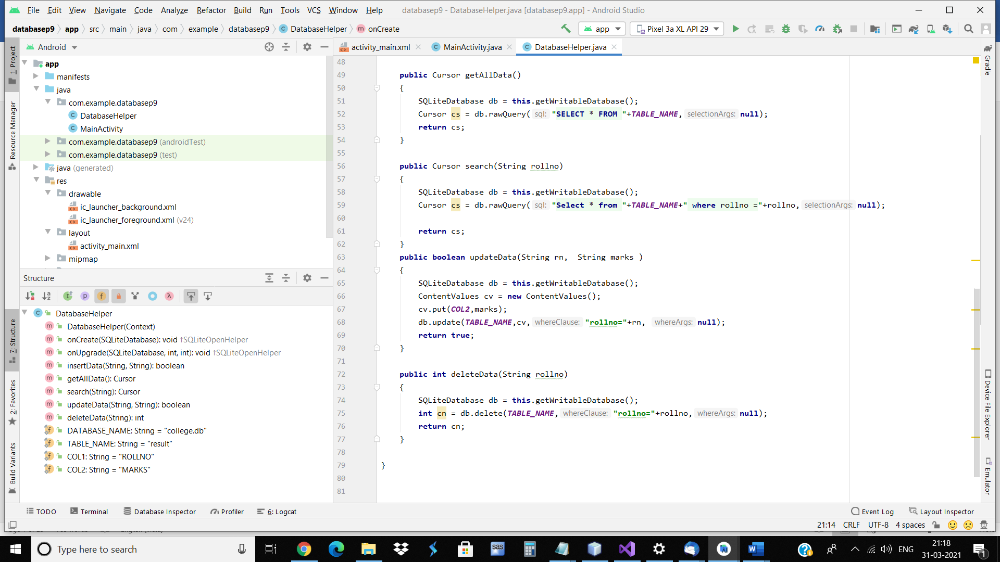 File Edit View Navigate Code Analyze Refactor Build Run Tools VCS Window Help databasep9 - DatabaseHelper.java [databasep9.app] - Android Studio
databasep9 app src main java com example databasep9 C DatabaseHelper m onCreate app Pixel 3a XL API 29
Android
activity_main.xml MainActivity.java DatabaseHelper.java
1: Project
Resource Manager
7: Structure
2: Favorites
Build Variants
app
manifests
java
com.example.databasep9
DatabaseHelper
MainActivity
com.example.databasep9 (androidTest)
com.example.databasep9 (test)
java (generated)
res
drawable
ic_launcher_background.xml
ic_launcher_foreground.xml (v24)
layout
activity_main.xml
mipmap
Structure
DatabaseHelper
DatabaseHelper(Context)
onCreate(SQLiteDatabase): void ↑SQLiteOpenHelper
onUpgrade(SQLiteDatabase, int, int): void ↑SQLiteOpenHelper
insertData(String, String): boolean
getAllData(): Cursor
search(String): Cursor
updateData(String, String): boolean
deleteData(String): int
DATABASE_NAME: String = "college.db"
TABLE_NAME: String = "result"
COL1: String = "ROLLNO"
COL2: String = "MARKS"
48
49 public Cursor getAllData()
50 {
51 SQLiteDatabase db = this.getWritableDatabase();
52 Cursor cs = db.rawQuery( sql: "SELECT * FROM "+TABLE_NAME, selectionArgs: null);
53 return cs;
54 }
55
56 public Cursor search(String rollno)
57 {
58 SQLiteDatabase db = this.getWritableDatabase();
59 Cursor cs = db.rawQuery( sql: "Select * from "+TABLE_NAME+" where rollno ="+rollno, selectionArgs: null);
60
61 return cs;
62 }
63 public boolean updateData(String rn,  String marks )
64 {
65 SQLiteDatabase db = this.getWritableDatabase();
66 ContentValues cv = new ContentValues();
67 cv.put(COL2,marks);
68 db.update(TABLE_NAME,cv, whereClause: "rollno="+rn, whereArgs: null);
69 return true;
70 }
71
72 public int deleteData(String rollno)
73 {
74 SQLiteDatabase db = this.getWritableDatabase();
75 int cn = db.delete(TABLE_NAME, whereClause: "rollno="+rollno, whereArgs: null);
76 return cn;
77 }
78
79 }
80
81
Gradle
Device File Explorer
Emulator
TODO Terminal Database Inspector Profiler 6: Logcat Event Log Layout Inspector
21:14 CRLF UTF-8 4 spaces
Type here to search
sas
ENG
21:18
31-03-2021
1